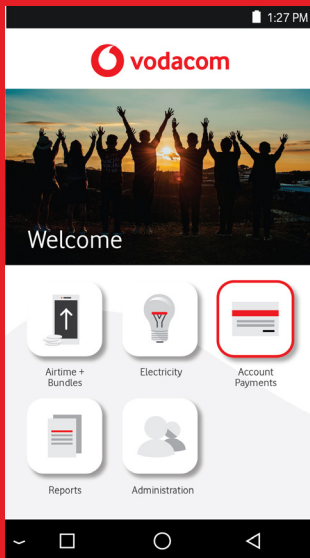 1:27 PM
vodacom
Welcome
Airtime +
Bundles
Electricity
Account
Payments
Reports
Administration